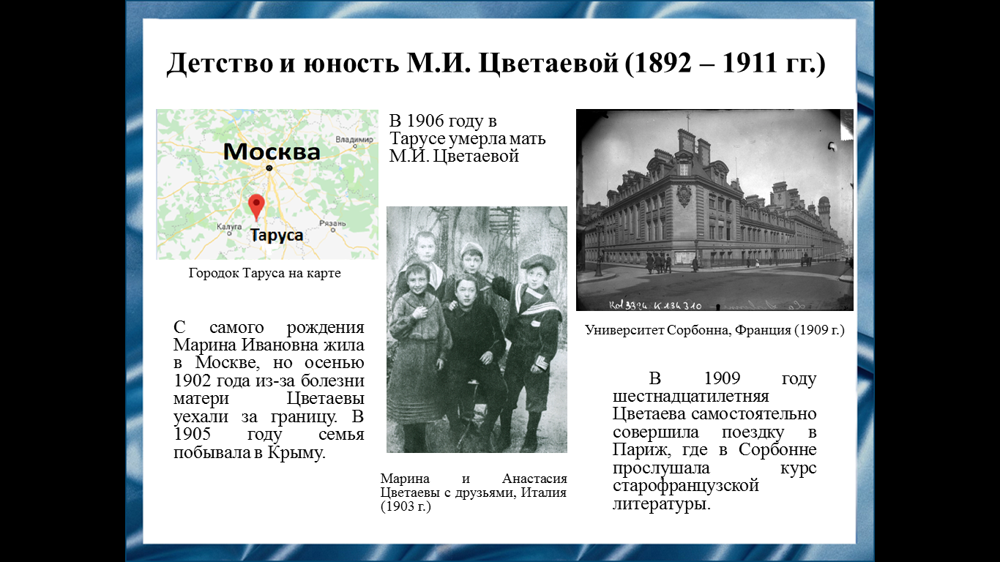 Детство и юность М.И. Цветаевой (1892 – 1911 гг.)
Владимир
Москва
Калуга
Рязань
Таруса
Городок Таруса на карте
С самого рождения
Марина Ивановна жила
в Москве, но осенью
1902 года из-за болезни
матери Цветаевы
уехали за границу. В
1905 году семья
побывала в Крыму.
В 1906 году в
Тарусе умерла мать
М.И. Цветаевой
Марина и Анастасия
Цветаевы с друзьями, Италия
(1903 г.)
Kol 3324 K 134 310
Университет Сорбонна, Франция (1909 г.)
В 1909 году
шестнадцатилетняя
Цветаева самостоятельно
совершила поездку в
Париж, где в Сорбонне
прослушала курс
старофранцузской
литературы.